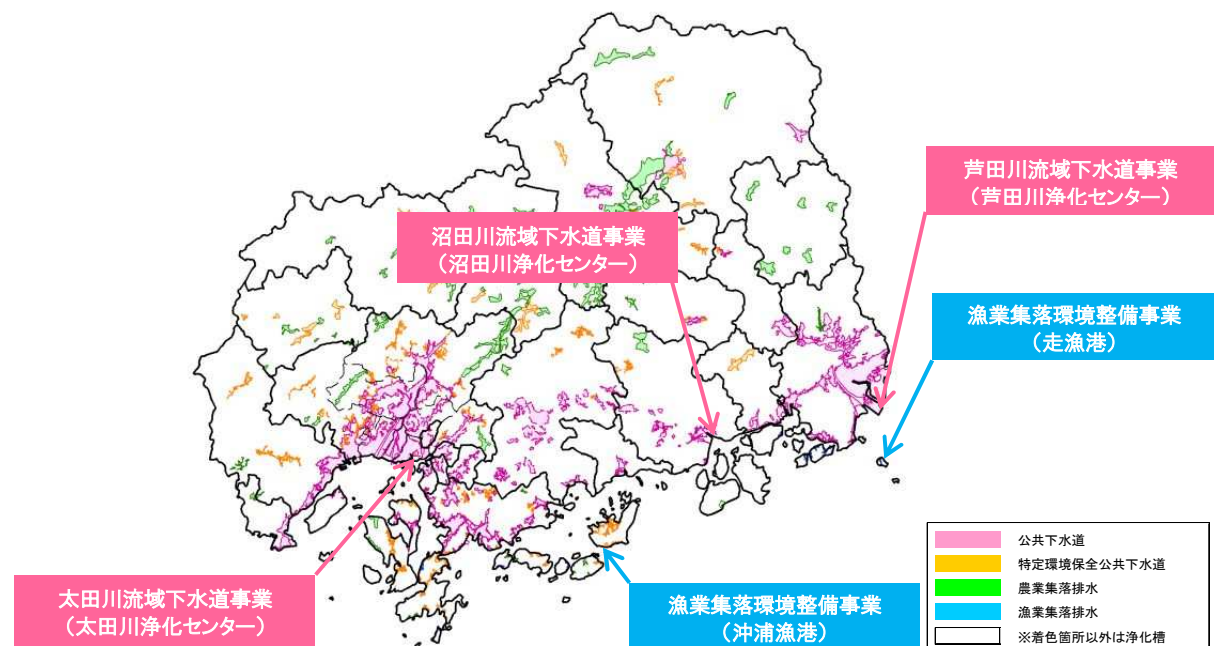 芦田川流域下水道事業
（芦田川浄化センター）
沼田川流域下水道事業
（沼田川浄化センター）
漁業集落環境整備事業
（走漁港）
太田川流域下水道事業
（太田川浄化センター）
漁業集落環境整備事業
（沖浦漁港）
公共下水道
特定環境保全公共下水道
農業集落排水
漁業集落排水
※着色箇所以外は浄化槽